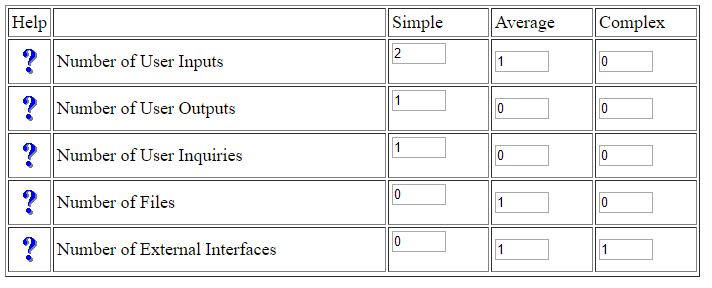 Help Simple Average Complex
? Number of User Inputs 2 1 0
? Number of User Outputs 1 0 0
? Number of User Inquiries 1 0 0
? Number of Files 0 1 0
? Number of External Interfaces 0 1 1